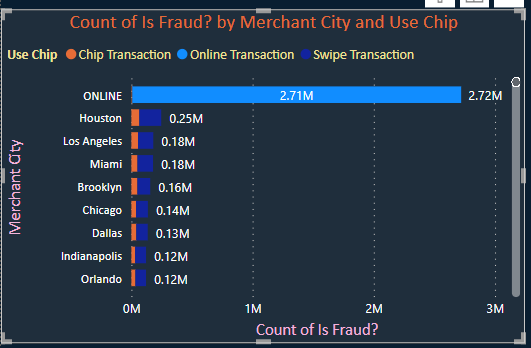 Count of Is Fraud? by Merchant City and Use Chip
Use Chip Chip Transaction Online Transaction Swipe Transaction
ONLINE 2.71M 2.72M
Houston 0.25M
Los Angeles 0.18M
Miami 0.18M
Brooklyn 0.16M
Chicago 0.14M
Dallas 0.13M
Indianapolis 0.12M
Orlando 0.12M
Merchant City
0M 1M 2M 3M
Count of Is Fraud?